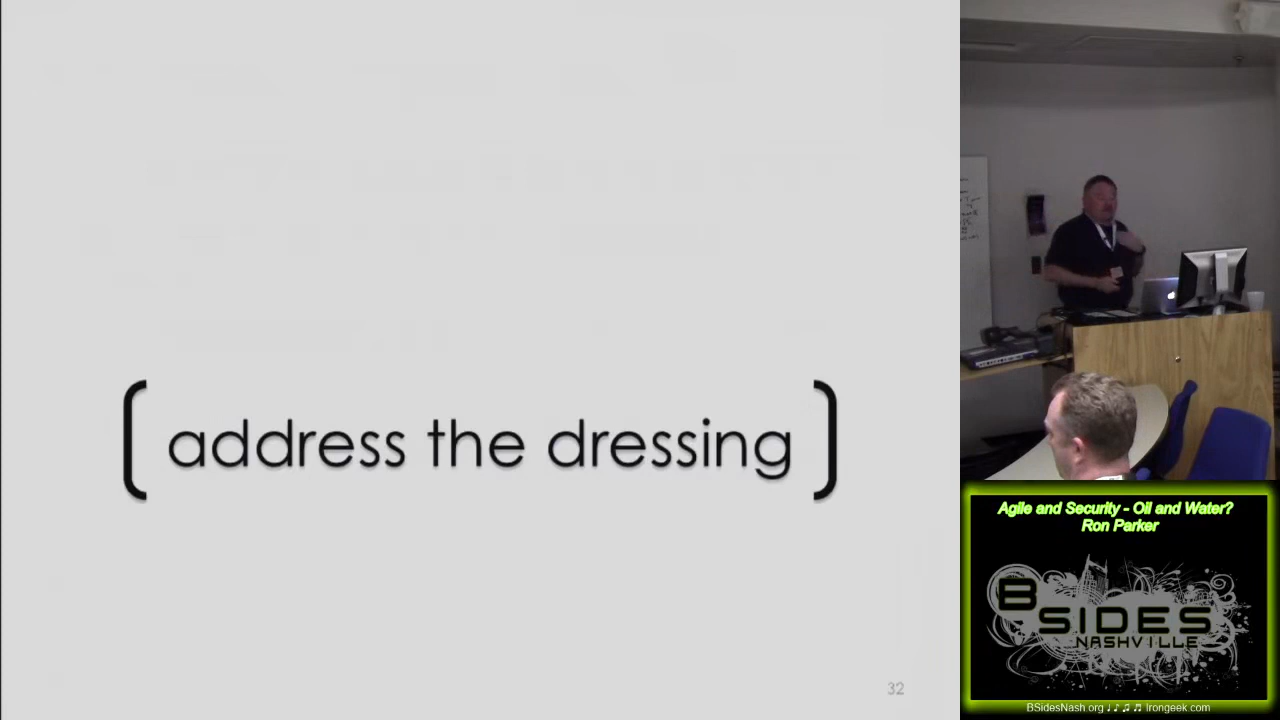 address the dressing
32
Agile and Security - Oil and Water?
Ron Parker
BSIDES
NASHVILLE
BSidesNash.org ♩ ♪ ♫ ♬ Irongeek.com